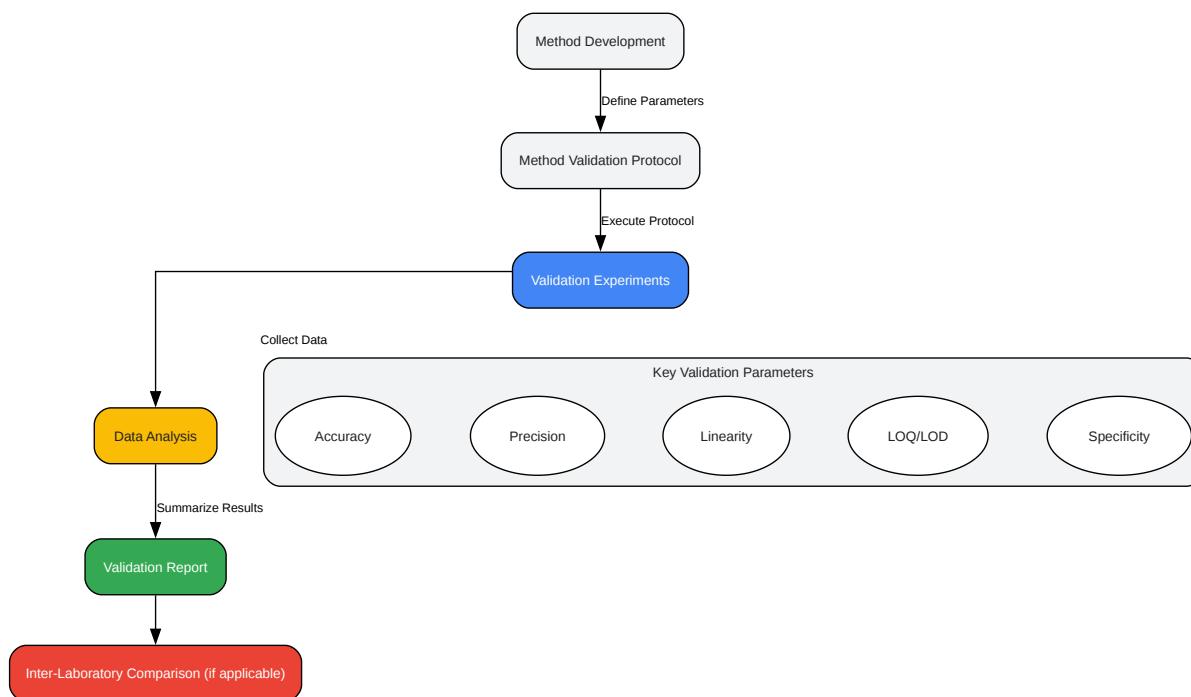 Method Development
Define Parameters
Method Validation Protocol
Execute Protocol
Validation Experiments
Collect Data
Key Validation Parameters
Accuracy
Precision
Linearity
LOQ/LOD
Specificity
Data Analysis
Summarize Results
Validation Report
Inter-Laboratory Comparison (if applicable)